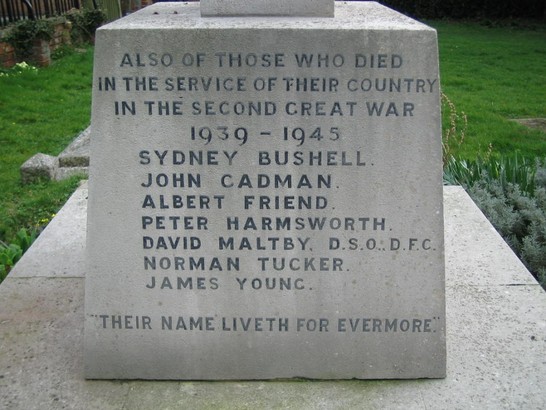 ALSO OF THOSE WHO DIED
IN THE SERVICE OF THEIR COUNTRY
IN THE SECOND GREAT WAR
1939 - 1945
SYDNEY BUSHELL.
JOHN CADMAN.
ALBERT FRIEND.
PETER HARMSWORTH.
DAVID MALTBY, D.S.O., D.F.C.
NORMAN TUCKER.
JAMES YOUNG.
"THEIR NAME LIVETH FOR EVERMORE"